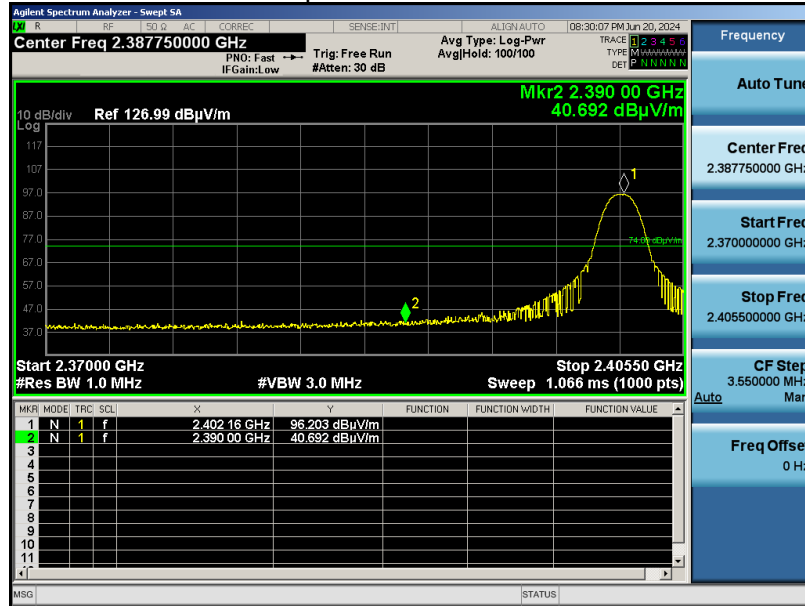 Agilent Spectrum Analyzer - Swept SA
LXI R RF 50 Ω AC CORREC SENSE:INT ALIGN AUTO 08:30:07 PM Jun 20, 2024
Center Freq 2.387750000 GHz
PNO: Fast
IFGain:Low
Trig: Free Run
#Atten: 30 dB
Avg Type: Log-Pwr
Avg|Hold: 100/100
TRACE 1 2 3 4 5 6
TYPE M
DET P N N N N N
Mkr2 2.390 00 GHz
40.692 dBµV/m
10 dB/div Ref 126.99 dBµV/m
Log
117
107
97.0
87.0
77.0
67.0
57.0
47.0
37.0
1
2
Start 2.37000 GHz Stop 2.40550 GHz
#Res BW 1.0 MHz #VBW 3.0 MHz Sweep 1.066 ms (1000 pts)
MKR MODE TRC SCL X Y FUNCTION FUNCTION WIDTH FUNCTION VALUE
1 N 1 f 2.402 16 GHz 96.203 dBµV/m
2 N 1 f 2.390 00 GHz 40.692 dBµV/m
3
4
5
6
7
8
9
10
11
MSG STATUS
Frequency
Auto Tune
Center Freq
2.387750000 GHz
Start Freq
2.370000000 GHz
Stop Freq
2.405500000 GHz
CF Step
3.550000 MHz
Auto Man
Freq Offset
0 Hz